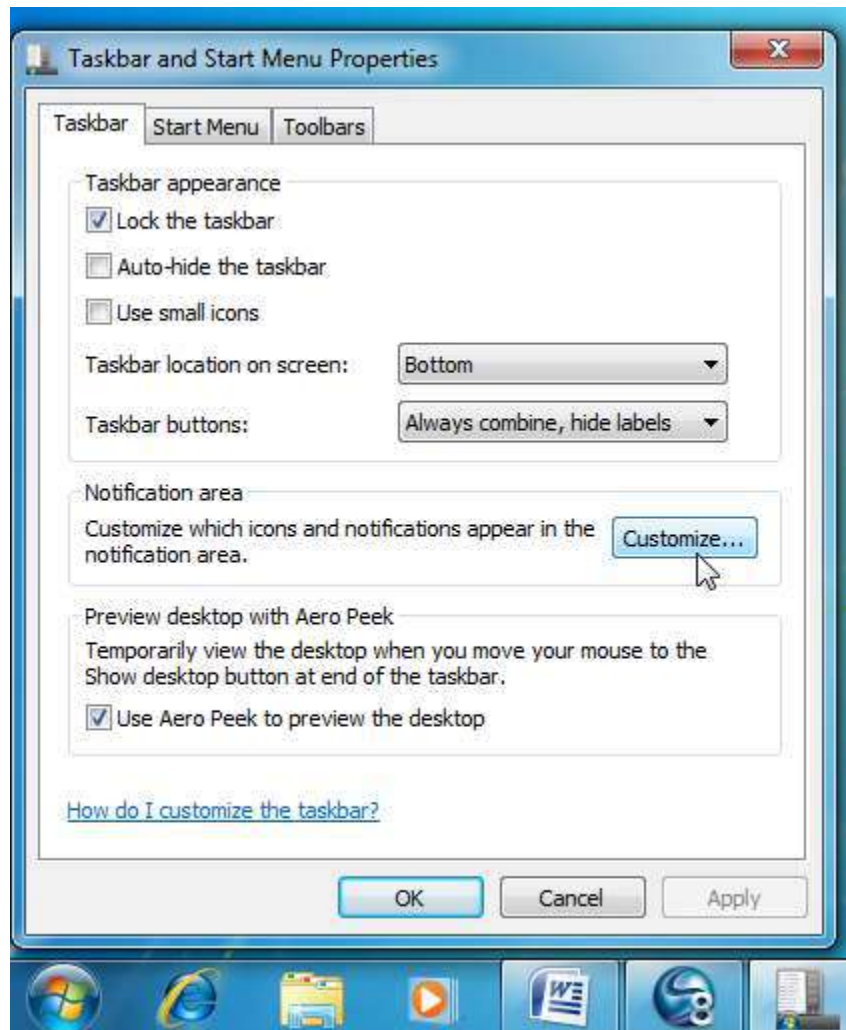 Taskbar and Start Menu Properties
Taskbar
Start Menu
Toolbars
Taskbar appearance
Lock the taskbar
Auto-hide the taskbar
Use small icons
Taskbar location on screen:
Bottom
Taskbar buttons:
Always combine, hide labels
Notification area
Customize which icons and notifications appear in the
notification area.
Customize...
Preview desktop with Aero Peek
Temporarily view the desktop when you move your mouse to the
Show desktop button at end of the taskbar.
Use Aero Peek to preview the desktop
How do I customize the taskbar?
OK
Cancel
Apply
W
8